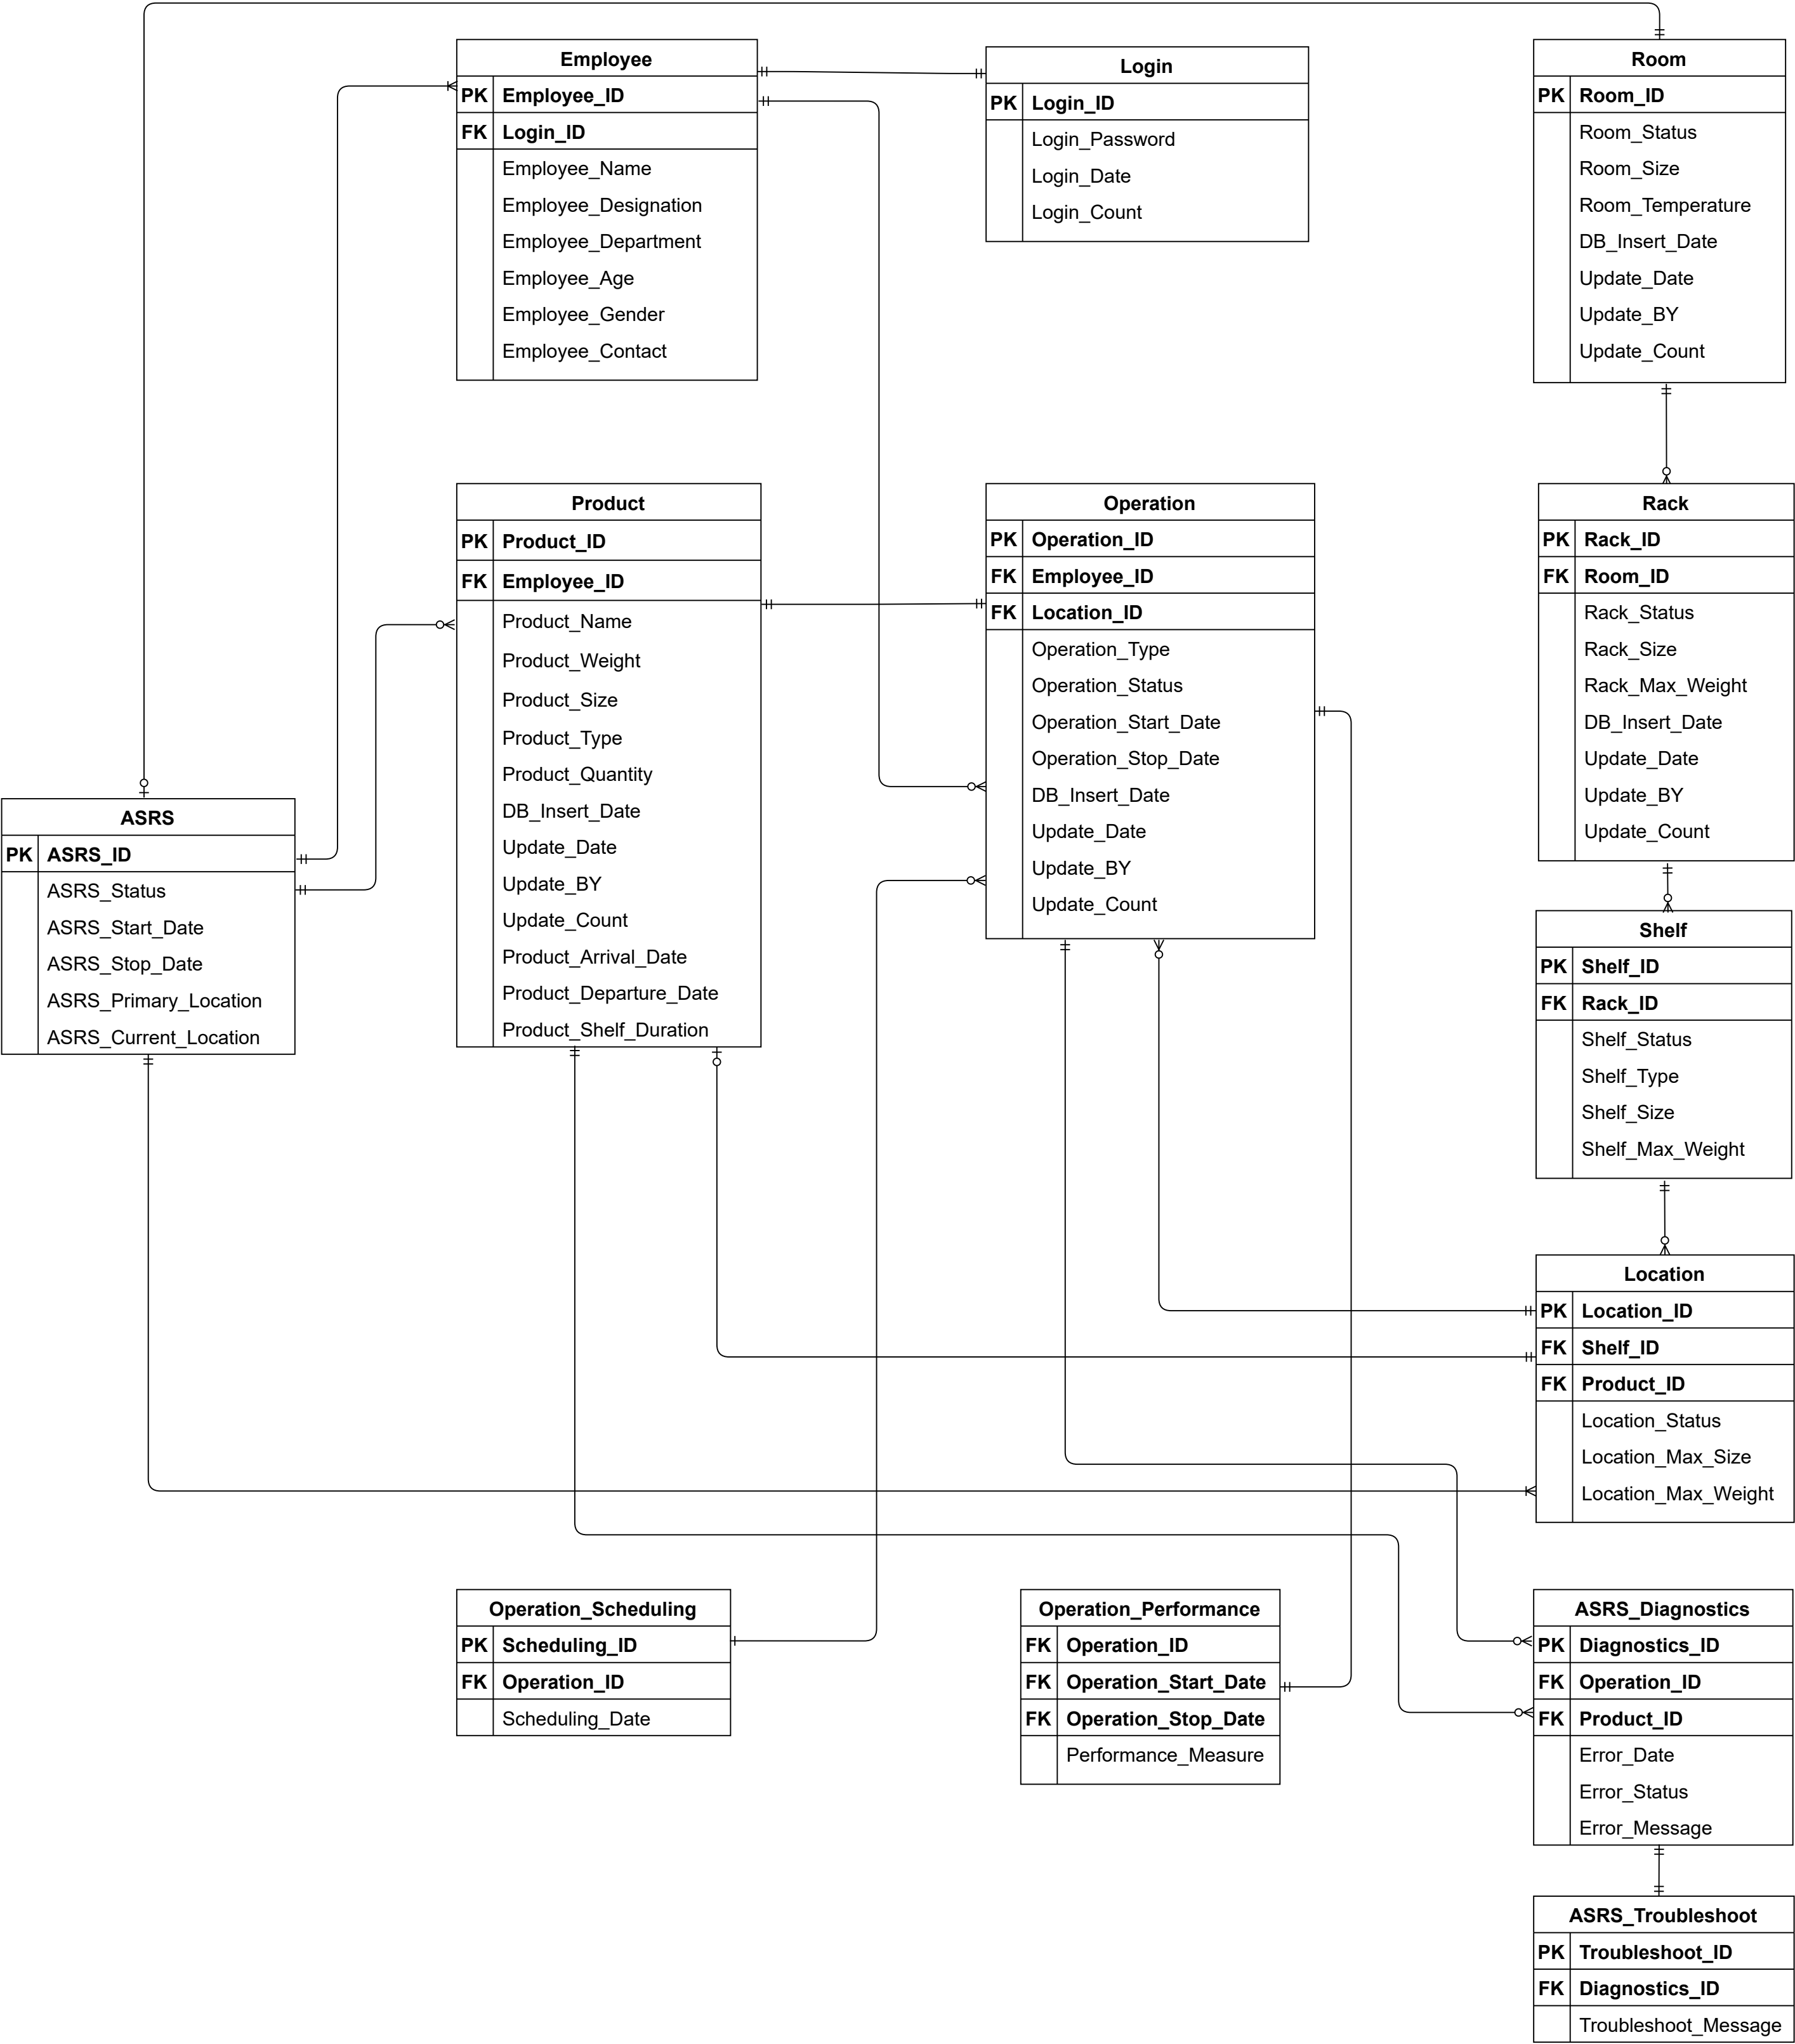 Employee
PK Employee_ID
FK Login_ID
Employee_Name
Employee_Designation
Employee_Department
Employee_Age
Employee_Gender
Employee_Contact
Login
PK Login_ID
Login_Password
Login_Date
Login_Count
Room
PK Room_ID
Room_Status
Room_Size
Room_Temperature
DB_Insert_Date
Update_Date
Update_BY
Update_Count
Product
PK Product_ID
FK Employee_ID
Product_Name
Product_Weight
Product_Size
Product_Type
Product_Quantity
DB_Insert_Date
Update_Date
Update_BY
Update_Count
Product_Arrival_Date
Product_Departure_Date
Product_Shelf_Duration
Operation
PK Operation_ID
FK Employee_ID
FK Location_ID
Operation_Type
Operation_Status
Operation_Start_Date
Operation_Stop_Date
DB_Insert_Date
Update_Date
Update_BY
Update_Count
Rack
PK Rack_ID
FK Room_ID
Rack_Status
Rack_Size
Rack_Max_Weight
DB_Insert_Date
Update_Date
Update_BY
Update_Count
ASRS
PK ASRS_ID
ASRS_Status
ASRS_Start_Date
ASRS_Stop_Date
ASRS_Primary_Location
ASRS_Current_Location
Shelf
PK Shelf_ID
FK Rack_ID
Shelf_Status
Shelf_Type
Shelf_Size
Shelf_Max_Weight
Location
PK Location_ID
FK Shelf_ID
FK Product_ID
Location_Status
Location_Max_Size
Location_Max_Weight
Operation_Scheduling
PK Scheduling_ID
FK Operation_ID
Scheduling_Date
Operation_Performance
FK Operation_ID
FK Operation_Start_Date
FK Operation_Stop_Date
Performance_Measure
ASRS_Diagnostics
PK Diagnostics_ID
FK Operation_ID
FK Product_ID
Error_Date
Error_Status
Error_Message
ASRS_Troubleshoot
PK Troubleshoot_ID
FK Diagnostics_ID
Troubleshoot_Message